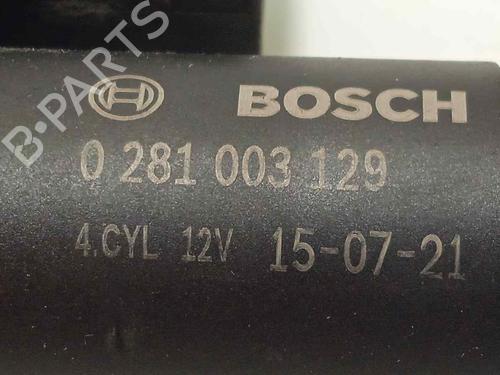 B-PARTS
BOSCH
0 281 003 129
4.CYL 12V 15-07-21